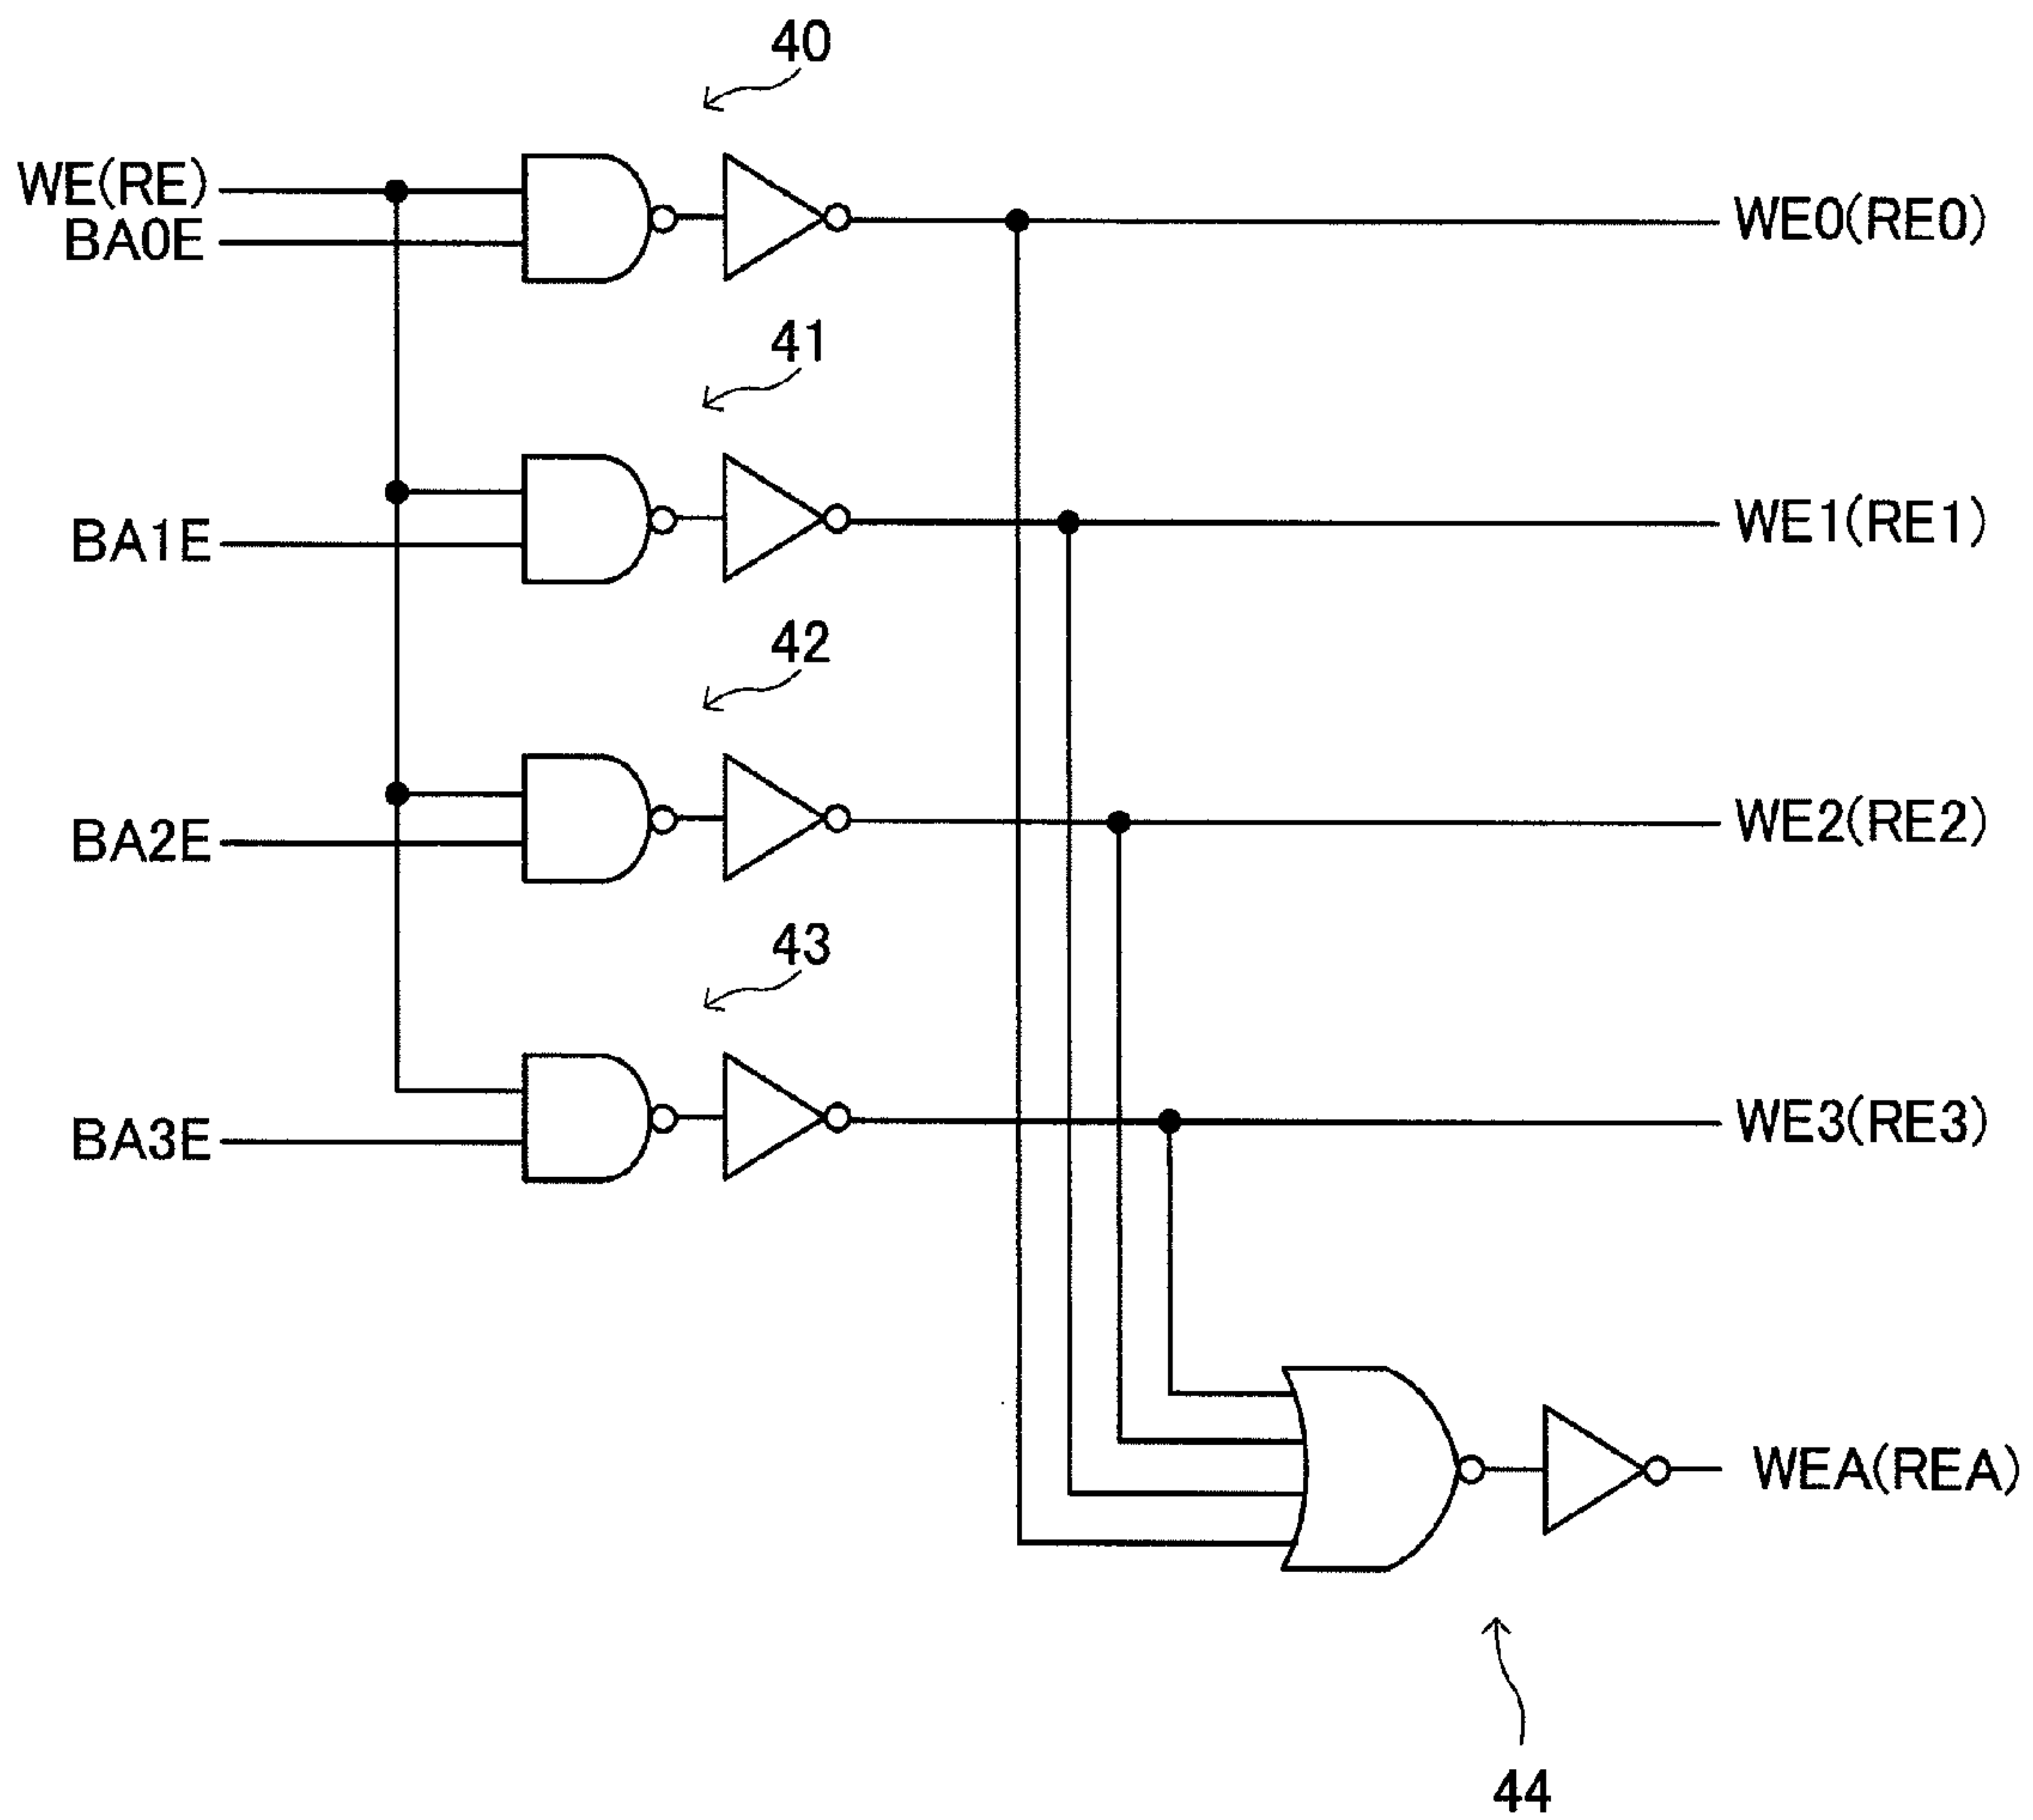 40
WE(RE)
BA0E
WE0(RE0)
41
BA1E
WE1(RE1)
42
BA2E
WE2(RE2)
43
BA3E
WE3(RE3)
WEA(REA)
44